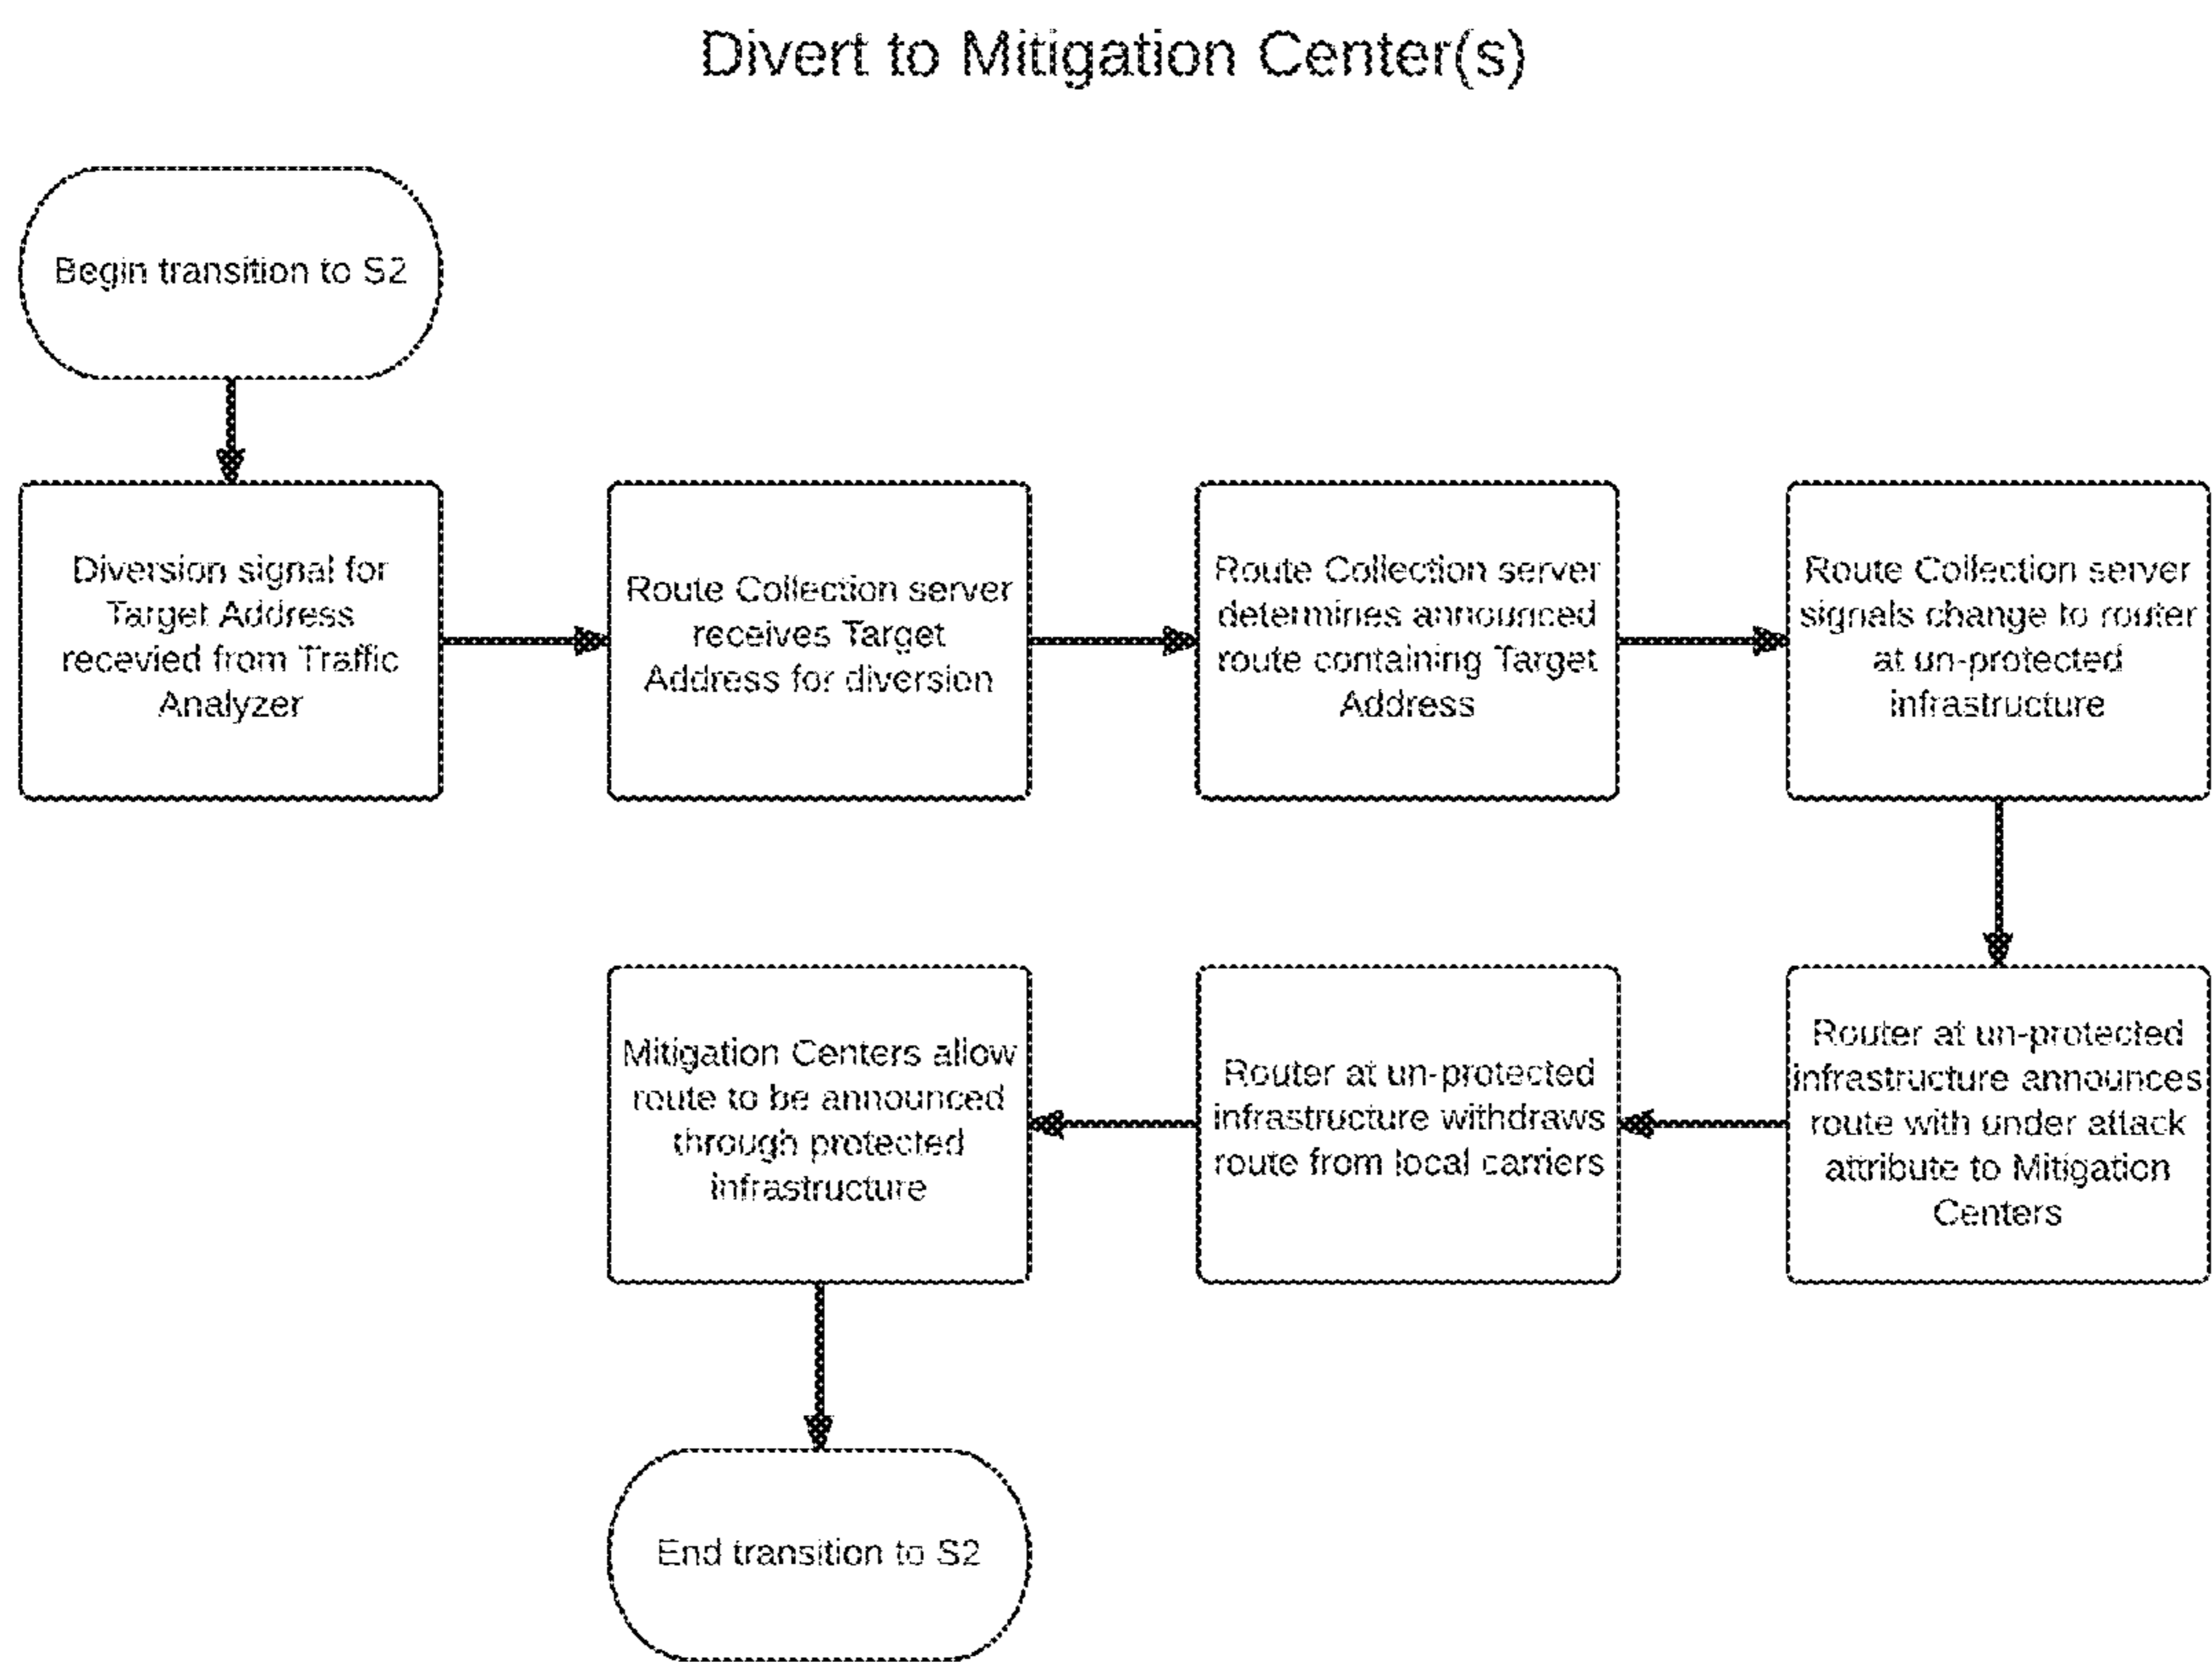 Divert to Mitigation Center(s)
Begin transition to S2
Diversion signal for
Target Address
recevied from Traffic
Analyzer
Route Collection server
receives Target
Address for diversion
Route Collection server
determines announced
route containing Target
Address
Route Collection server
signals change to router
at un-protected
infrastructure
Router at un-protected
infrastructure announces
route with under attack
attribute to Mitigation
Centers
Router at un-protected
infrastructure withdraws
route from local carriers
Mitigation Centers allow
route to be announced
through protected
infrastructure
End transition to S2